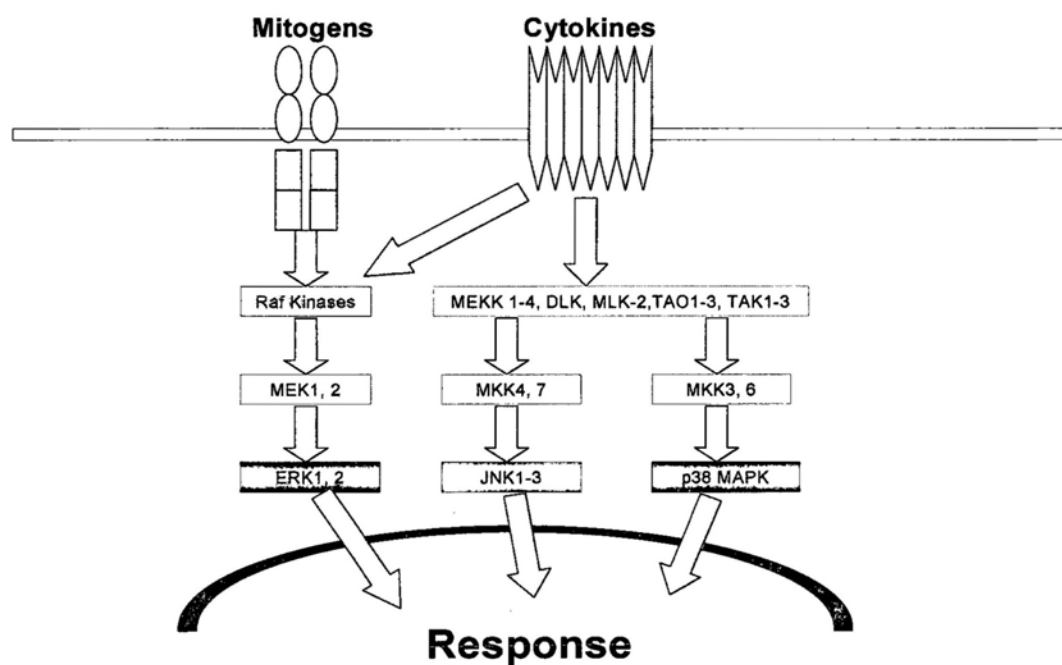 Mitogens
Cytokines
Raf Kinases
MEKK 1-4, DLK, MLK-2,TAO1-3, TAK1-3
MEK1, 2
MKK4, 7
MKK3, 6
ERK1, 2
JNK1-3
p38 MAPK
Response